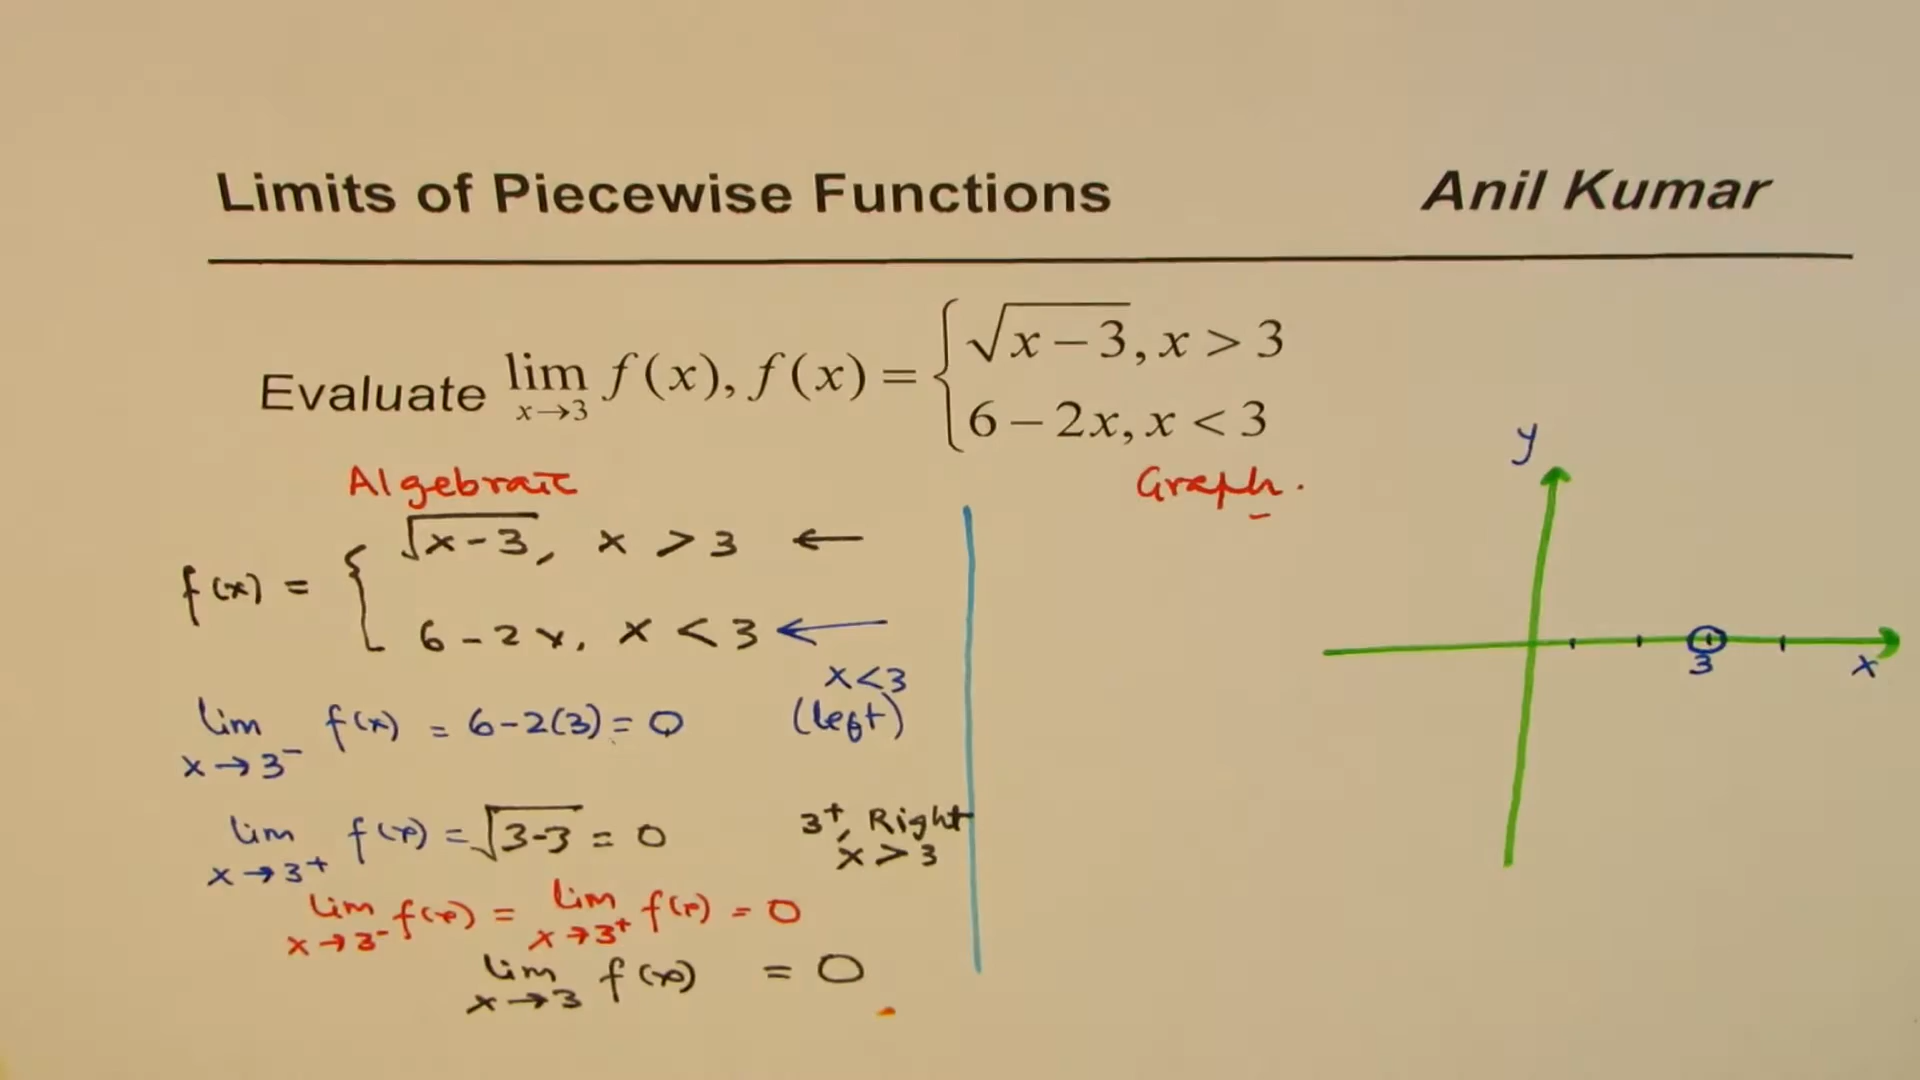 Limits of Piecewise Functions Anil Kumar
Evaluate lim x→3 f(x), f(x) = { √(x−3), x > 3
6 − 2x, x < 3
Algebraic
Graph.
f(x) = { √(x-3), x > 3 ←
6 - 2x, x < 3 ←
x<3
lim x→3⁻ f(x) = 6-2(3) = 0 (left)
lim x→3⁺ f(x) = √(3-3) = 0 3⁺, Right
x > 3
lim x→3⁻ f(x) = lim x→3⁺ f(x) = 0
lim x→3 f(x) = 0
y
3
x